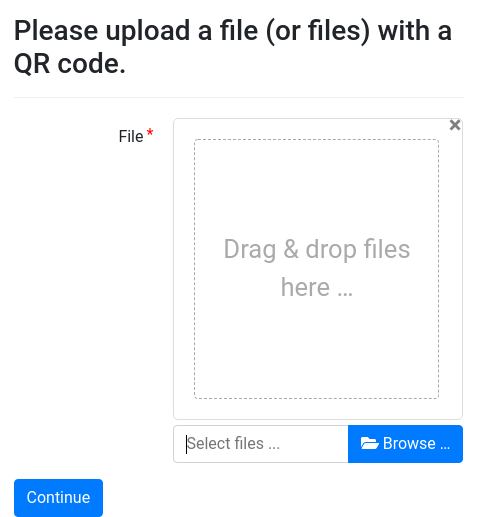 Please upload a file (or files) with a
QR code.
File *
×
Drag & drop files
here ...
Select files ...
Browse ...
Continue